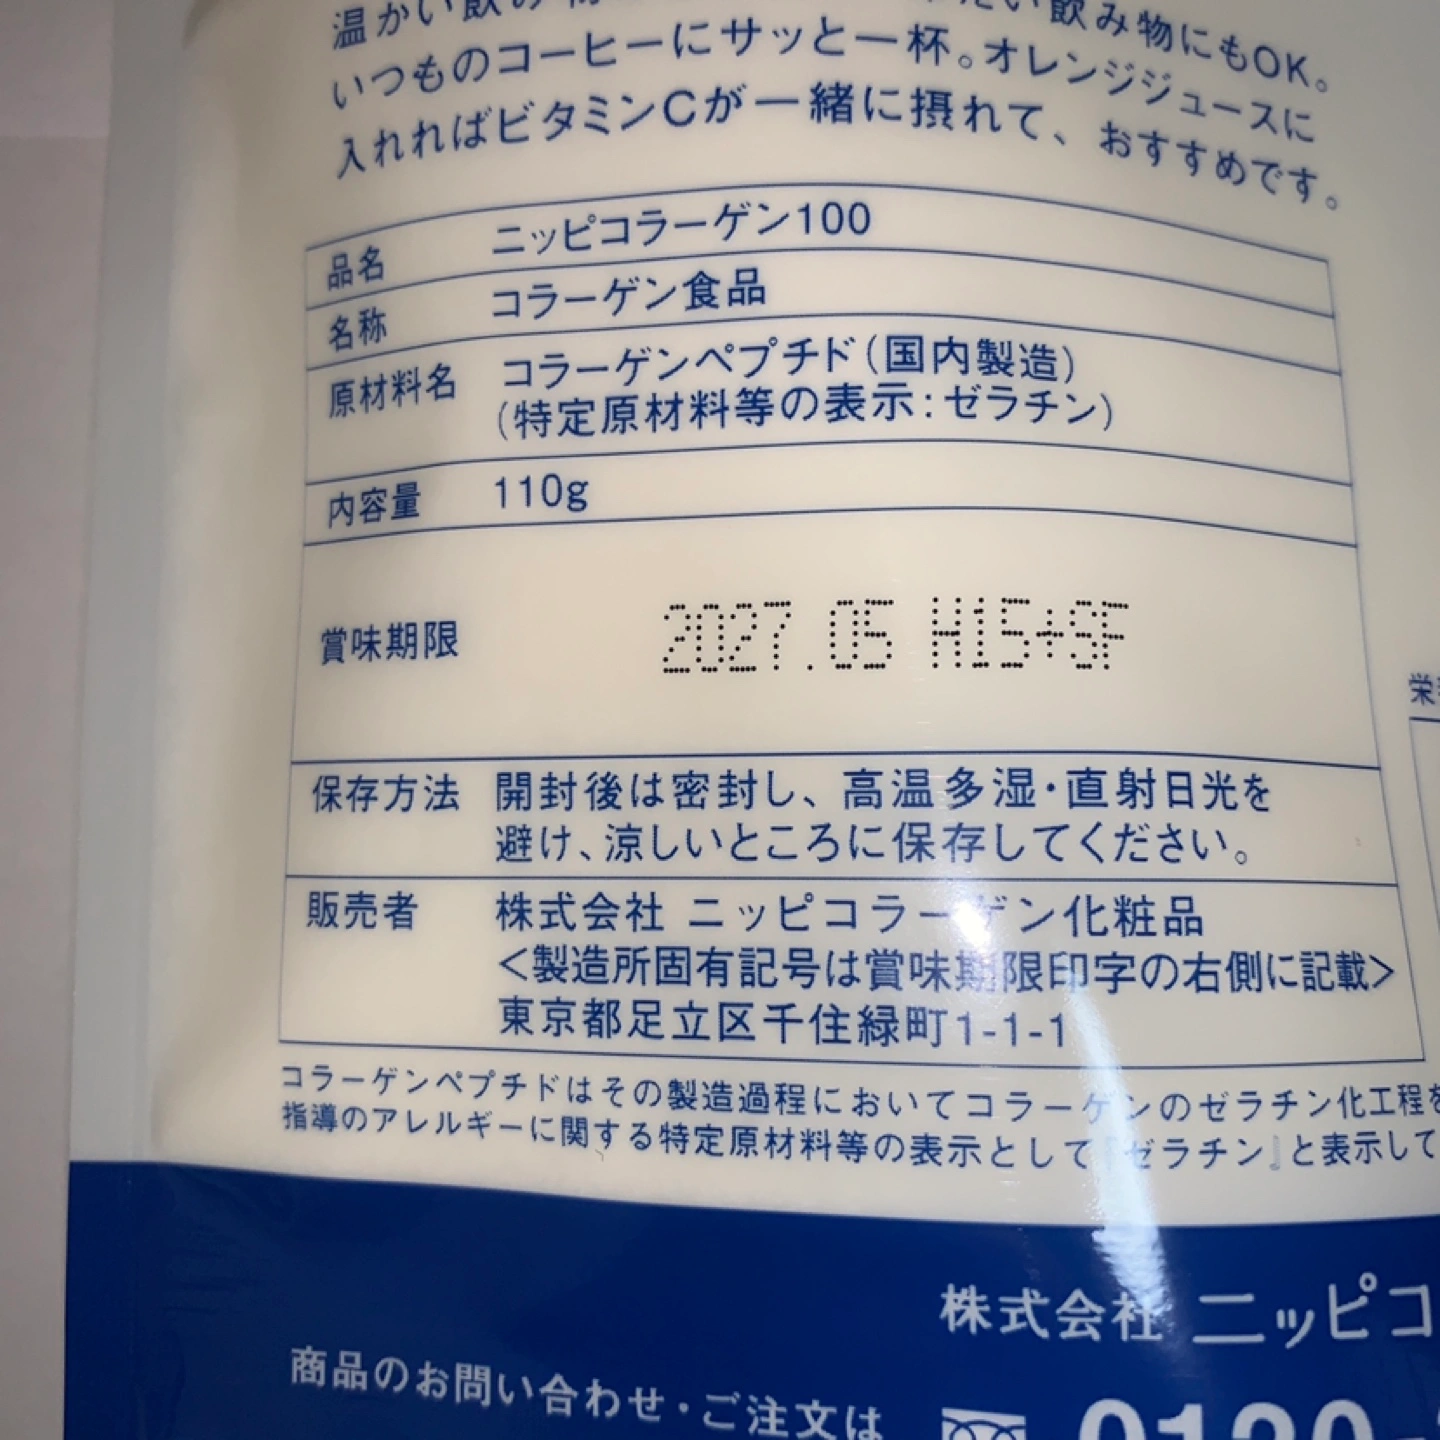 温かい飲み い飲み物にもOK。
いつものコーヒーにサッと一杯。オレンジジュースに
入れればビタミンCが一緒に摂れて、おすすめです。
品名 ニッピコラーゲン100
名称 コラーゲン食品
原材料名 コラーゲンペプチド(国内製造)
(特定原材料等の表示:ゼラチン)
内容量 110g
賞味期限 2027.05 H15+SF
保存方法 開封後は密封し、高温多湿・直射日光を
避け、涼しいところに保存してください。
販売者 株式会社 ニッピコラーゲン化粧品
<製造所固有記号は賞味期限印字の右側に記載>
東京都足立区千住緑町1-1-1
コラーゲンペプチドはその製造過程においてコラーゲンのゼラチン化工程を
指導のアレルギーに関する特定原材料等の表示として『ゼラチン』と表示して
栄
株式会社 ニッピコ
商品のお問い合わせ・ご注文は 0120-